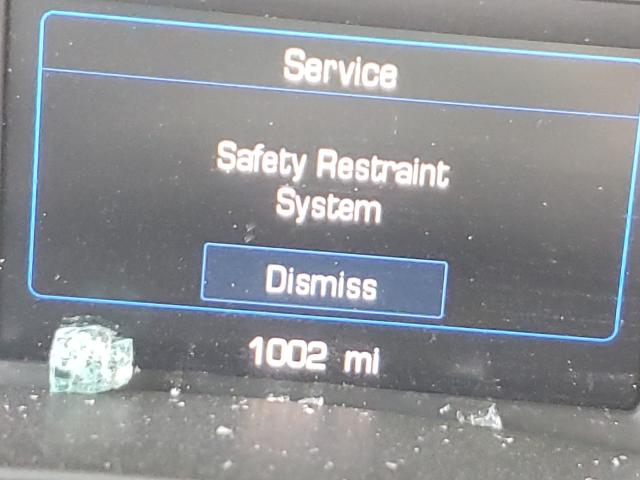 Service
Safety Restraint
System
Dismiss
1002 mi